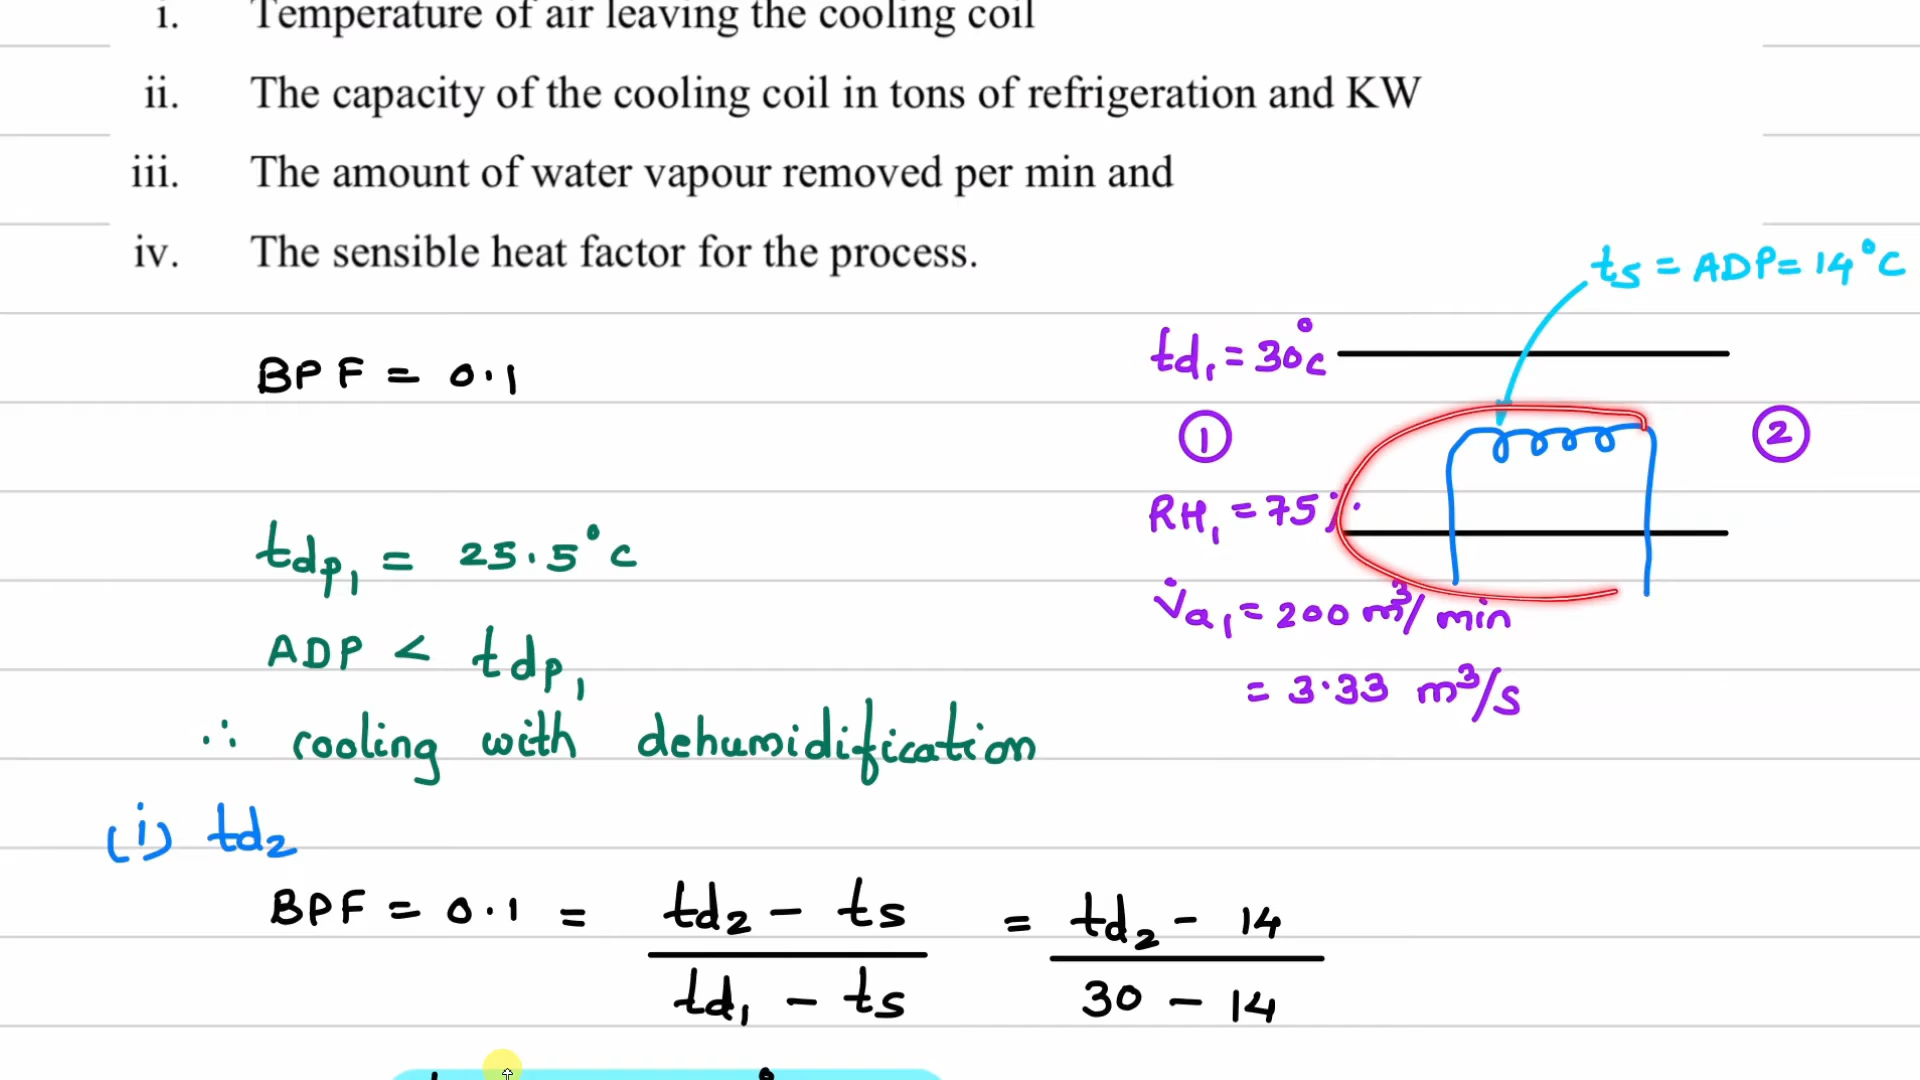 i. Temperature of air leaving the cooling coil
ii. The capacity of the cooling coil in tons of refrigeration and KW
iii. The amount of water vapour removed per min and
iv. The sensible heat factor for the process.
ts = ADP = 14°C
td₁ = 30°C
BPF = 0.1
① ②
RH₁ = 75%
tdp₁ = 25.5°C
V̇a₁ = 200 m³/min
ADP < tdp₁
= 3.33 m³/s
∴ cooling with dehumidification
(i) td₂
BPF = 0.1 = td₂ - ts / td₁ - ts = td₂ - 14 / 30 - 14